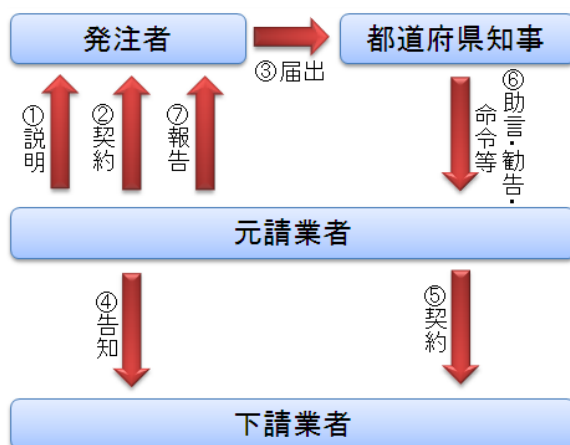 発注者
都道府県知事
③届出
①説明
②契約
⑦報告
⑥助言・勧告・
命令等
元請業者
④告知
⑤契約
下請業者